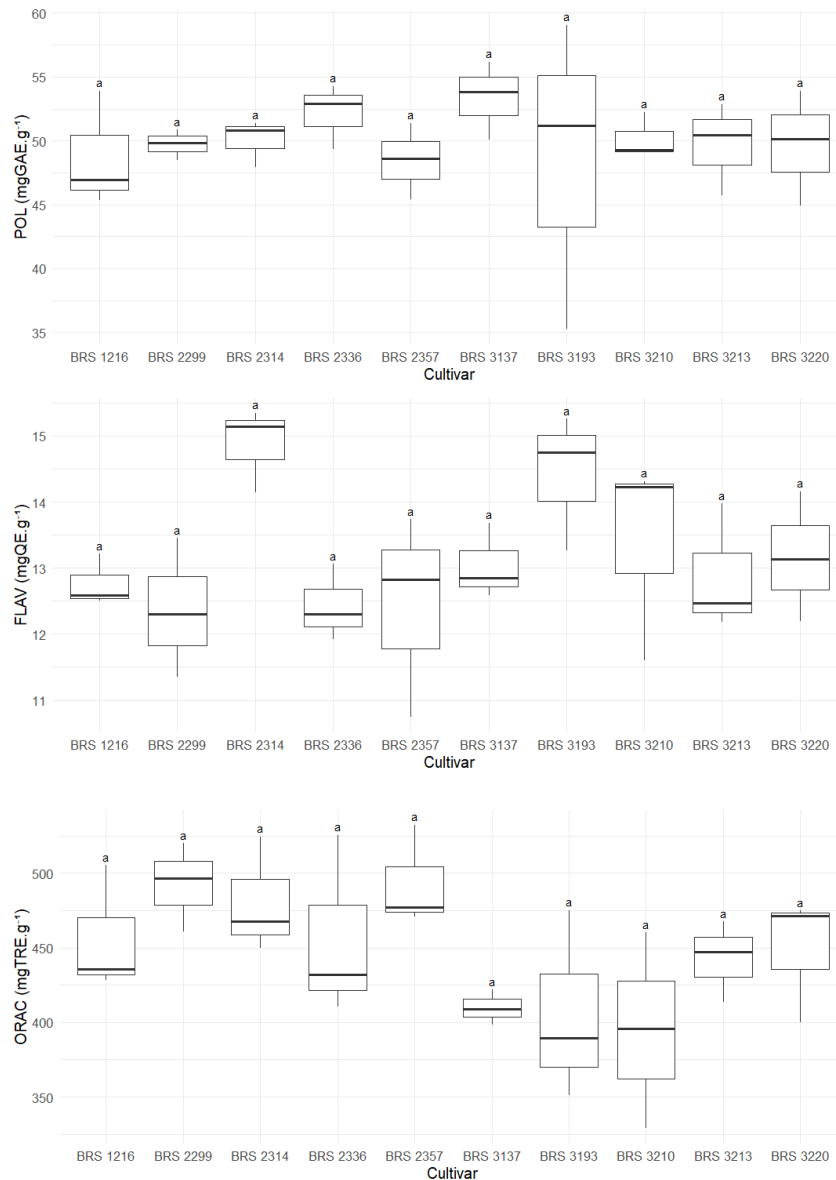 60
a
a
a
a
a
a
a
a
a
a
55
50
45
40
35
POL (mgGAE.g⁻¹)
BRS 1216 BRS 2299 BRS 2314 BRS 2336 BRS 2357 BRS 3137 BRS 3193 BRS 3210 BRS 3213 BRS 3220
Cultivar
a
a
a
a
a
a
a
a
a
a
15
14
13
12
11
FLAV (mgQE.g⁻¹)
BRS 1216 BRS 2299 BRS 2314 BRS 2336 BRS 2357 BRS 3137 BRS 3193 BRS 3210 BRS 3213 BRS 3220
Cultivar
a
a
a
a
a
a
a
a
a
a
500
450
400
350
ORAC (mgTRE.g⁻¹)
BRS 1216 BRS 2299 BRS 2314 BRS 2336 BRS 2357 BRS 3137 BRS 3193 BRS 3210 BRS 3213 BRS 3220
Cultivar